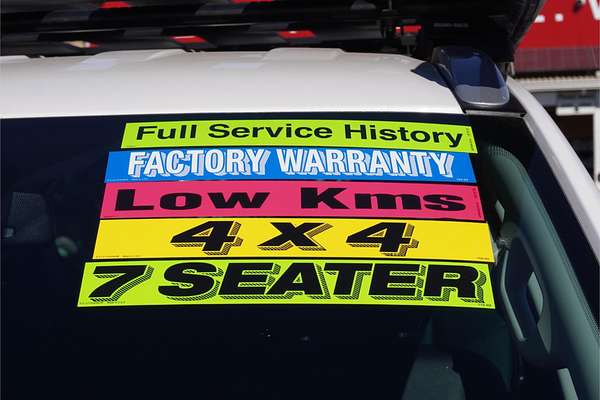 Full Service History
FACTORY WARRANTY
Low Kms
4 x 4
7 SEATER